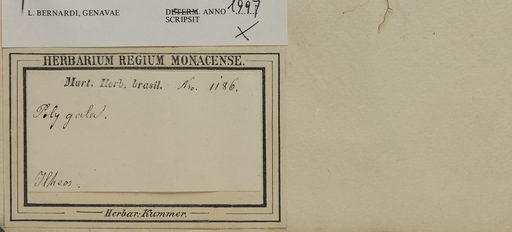 L. BERNARDI, GENAVAE DETERM. ANNO 1997
SCRIPSIT
HERBARIUM REGIUM MONACENSE.
Mart. Herb. brasil. No. 1186.
Polygala.
Ilheos.
Herbar. Kummer.